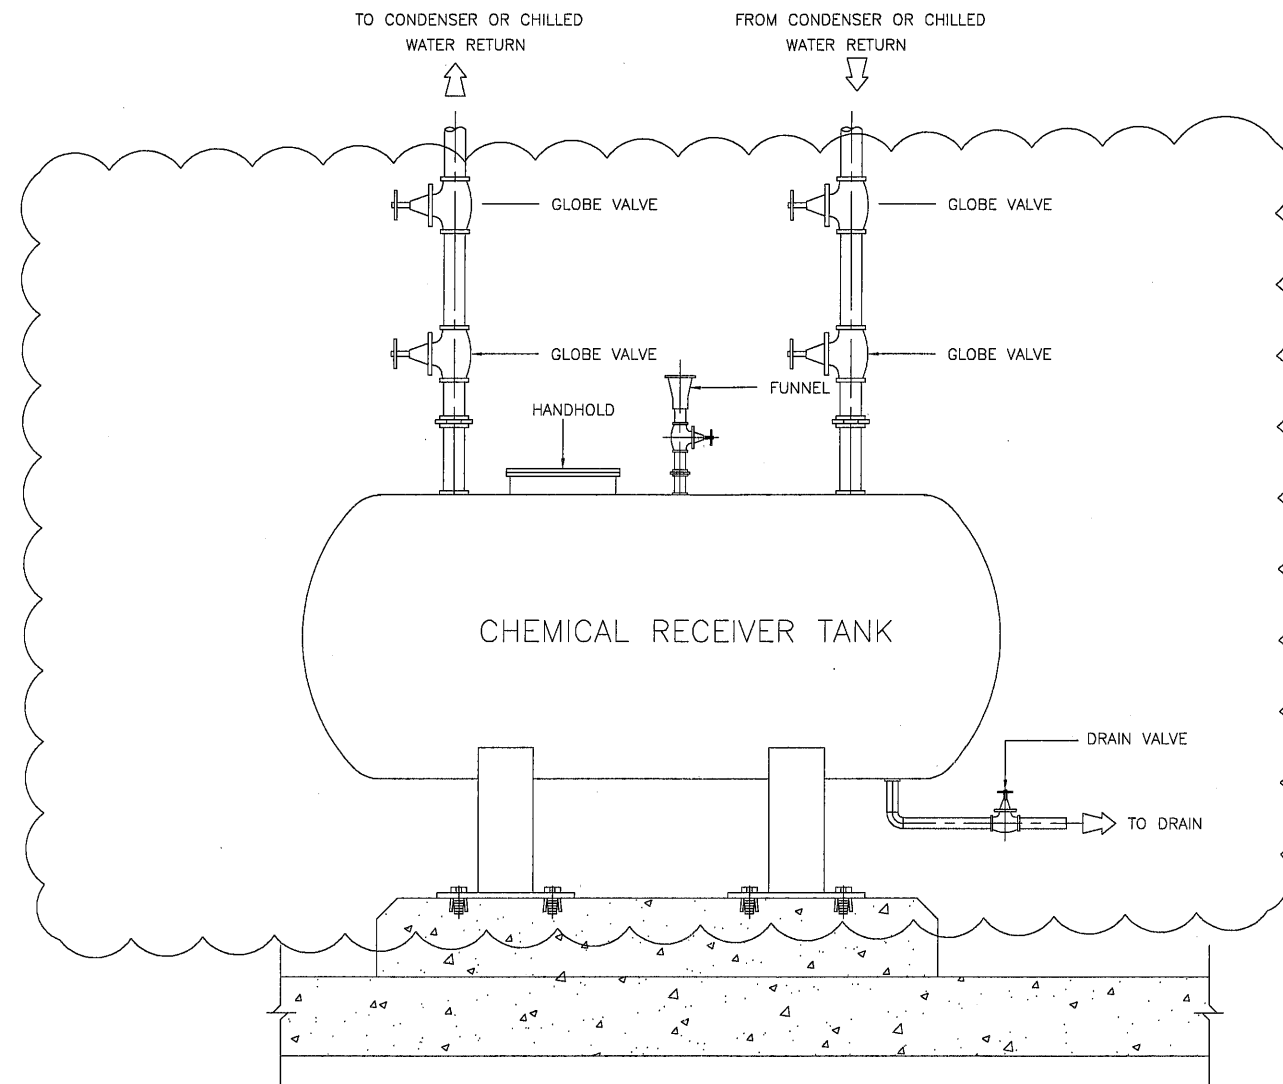 TO CONDENSER OR CHILLED
WATER RETURN
FROM CONDENSER OR CHILLED
WATER RETURN
GLOBE VALVE
GLOBE VALVE
GLOBE VALVE
GLOBE VALVE
FUNNEL
HANDHOLD
CHEMICAL RECEIVER TANK
DRAIN VALVE
TO DRAIN